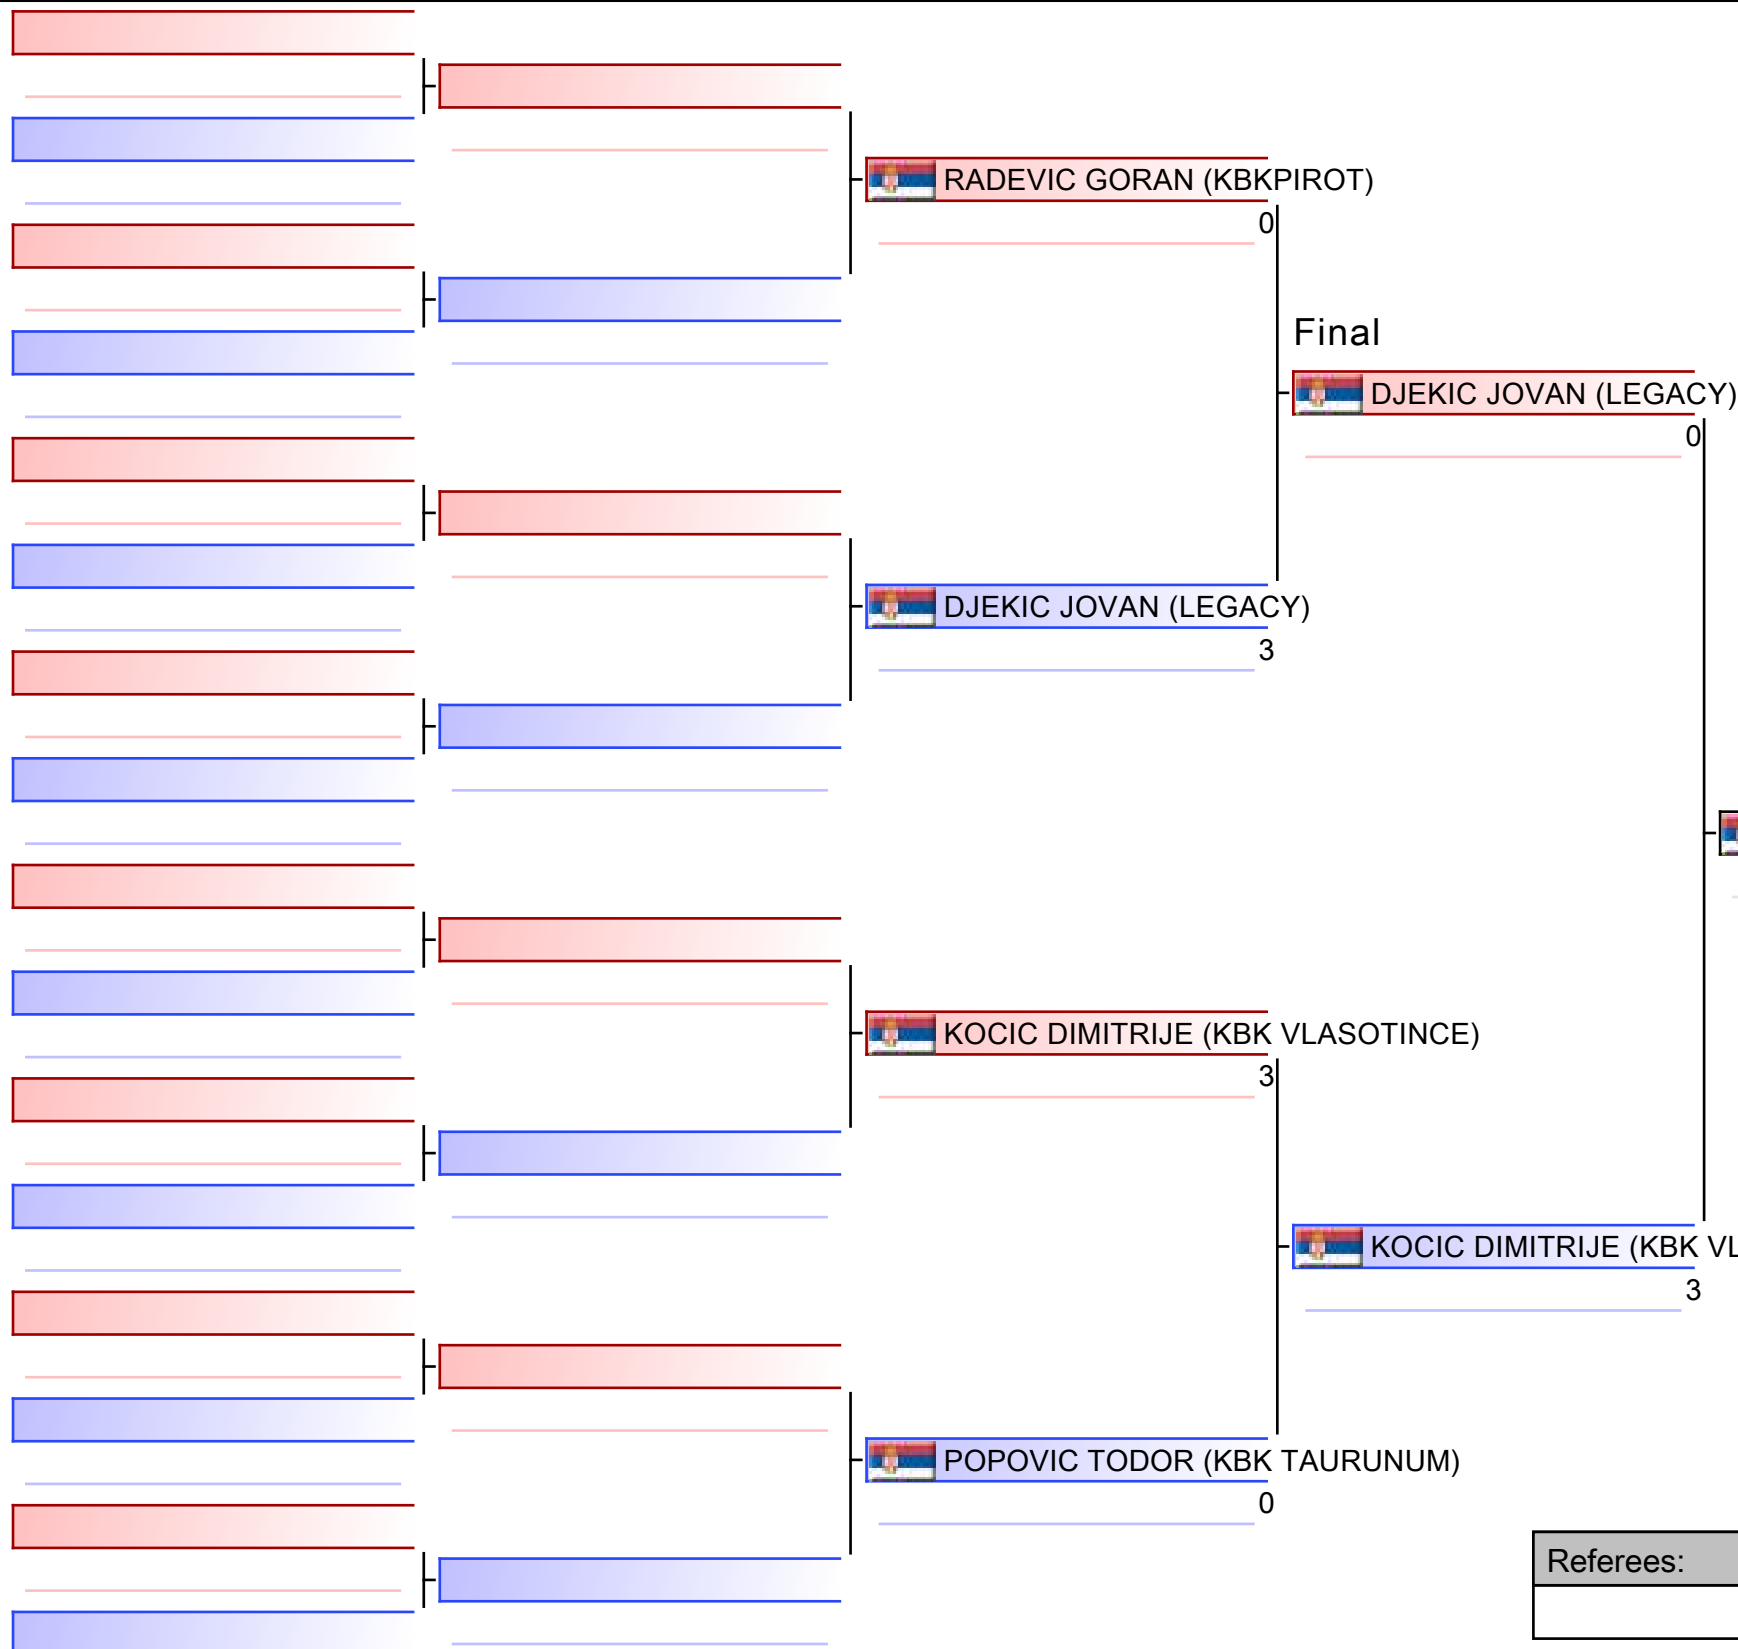 RADEVIC GORAN (KBKPIROT)
0
Final
DJEKIC JOVAN (LEGACY)
0
DJEKIC JOVAN (LEGACY)
3
KOCIC DIMITRIJE (KBK VLASOTINCE)
3
KOCIC DIMITRIJE (KBK VL
3
POPOVIC TODOR (KBK TAURUNUM)
0
Referees: